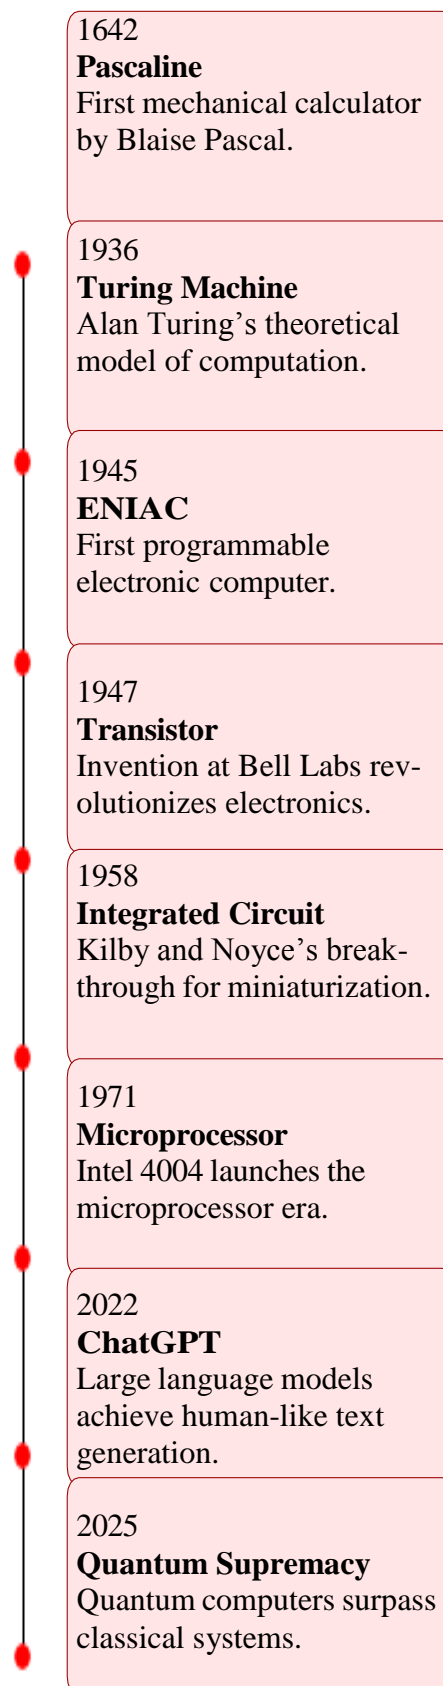 1642
Pascaline
First mechanical calculator
by Blaise Pascal.
1936
Turing Machine
Alan Turing’s theoretical
model of computation.
1945
ENIAC
First programmable
electronic computer.
1947
Transistor
Invention at Bell Labs rev-
olutionizes electronics.
1958
Integrated Circuit
Kilby and Noyce’s break-
through for miniaturization.
1971
Microprocessor
Intel 4004 launches the
microprocessor era.
2022
ChatGPT
Large language models
achieve human-like text
generation.
2025
Quantum Supremacy
Quantum computers surpass
classical systems.